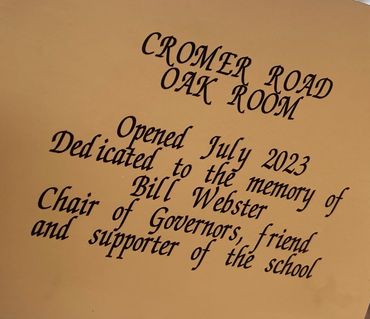 CROMER ROAD
OAK ROOM
Opened July 2023
Dedicated to the memory of
Bill Webster
Chair of Governors, friend
and supporter of the school